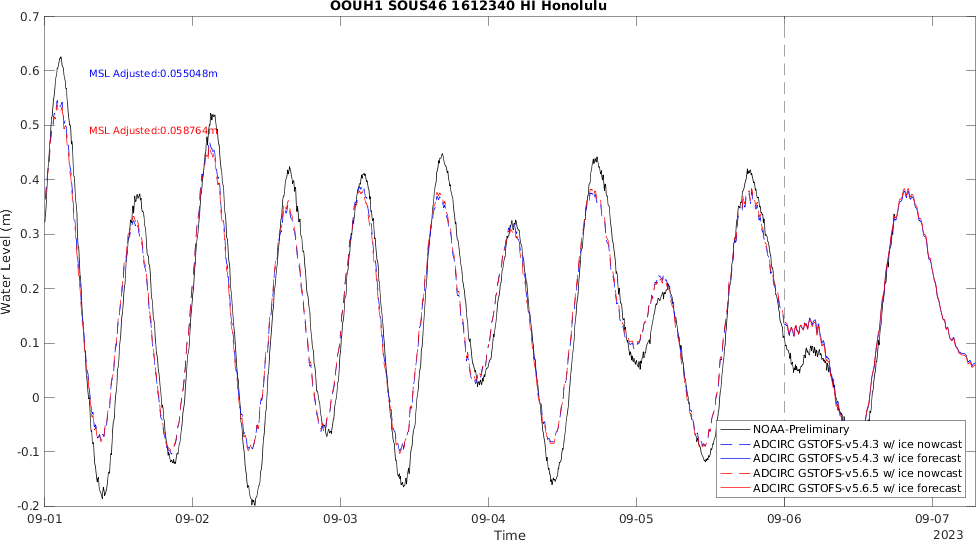 OOUH1 SOUS46 1612340 HI Honolulu
0.7
0.6
0.5
0.4
0.3
0.2
0.1
0
-0.1
-0.2
Water Level (m)
MSL Adjusted:0.055048m
MSL Adjusted:0.058764m
NOAA-Preliminary
ADCIRC GSTOFS-v5.4.3 w/ ice nowcast
ADCIRC GSTOFS-v5.4.3 w/ ice forecast
ADCIRC GSTOFS-v5.6.5 w/ ice nowcast
ADCIRC GSTOFS-v5.6.5 w/ ice forecast
09-01 09-02 09-03 09-04 09-05 09-06 09-07
Time
2023